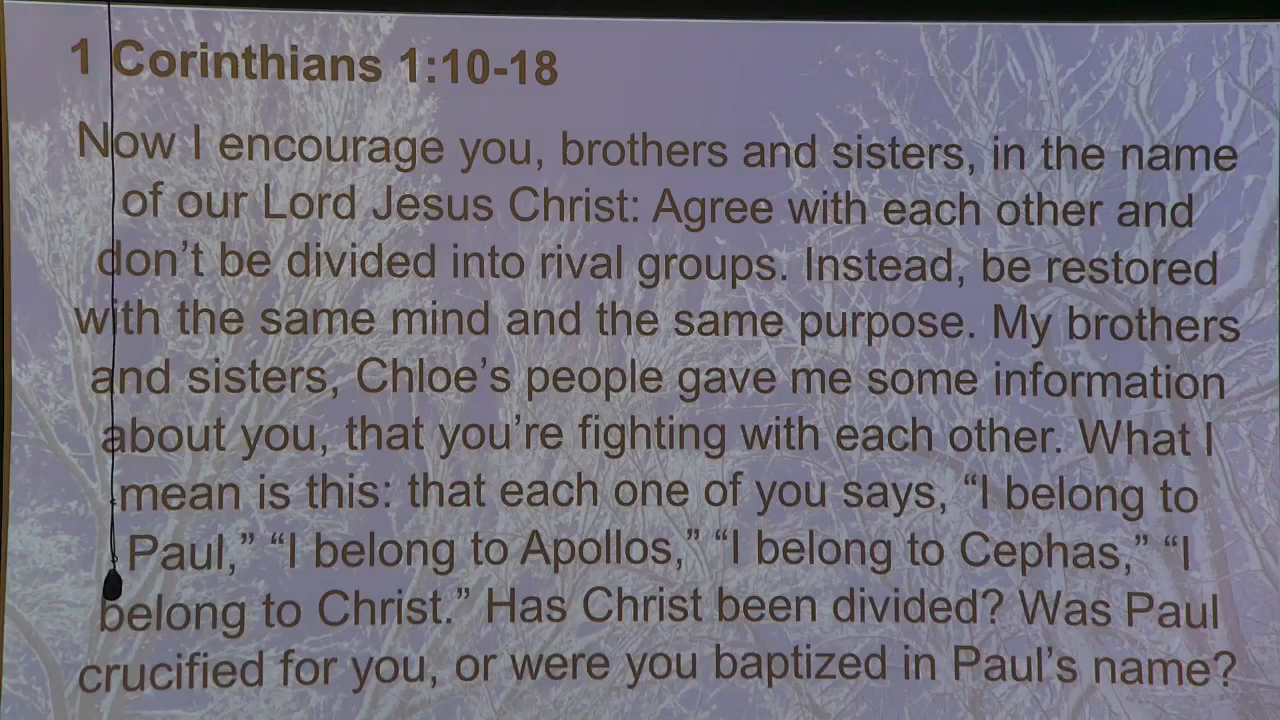 1 Corinthians 1:10-18
Now I encourage you, brothers and sisters, in the name
of our Lord Jesus Christ: Agree with each other and
don’t be divided into rival groups. Instead, be restored
with the same mind and the same purpose. My brothers
and sisters, Chloe’s people gave me some information
about you, that you’re fighting with each other. What I
mean is this: that each one of you says, “I belong to
Paul,” “I belong to Apollos,” “I belong to Cephas,” “I
belong to Christ.” Has Christ been divided? Was Paul
crucified for you, or were you baptized in Paul’s name?